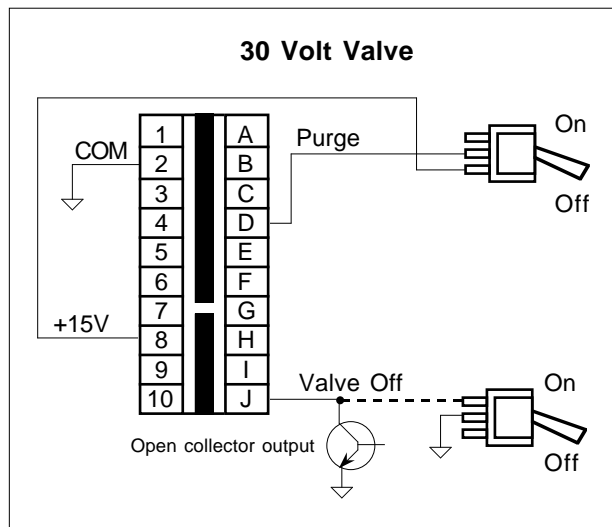 30 Volt Valve
On
Purge
COM
Off
1 A
2 B
3 C
4 D
5 E
6 F
7 G
+15V
8 H
9 I
10 J
Valve Off
On
Open collector output
Off